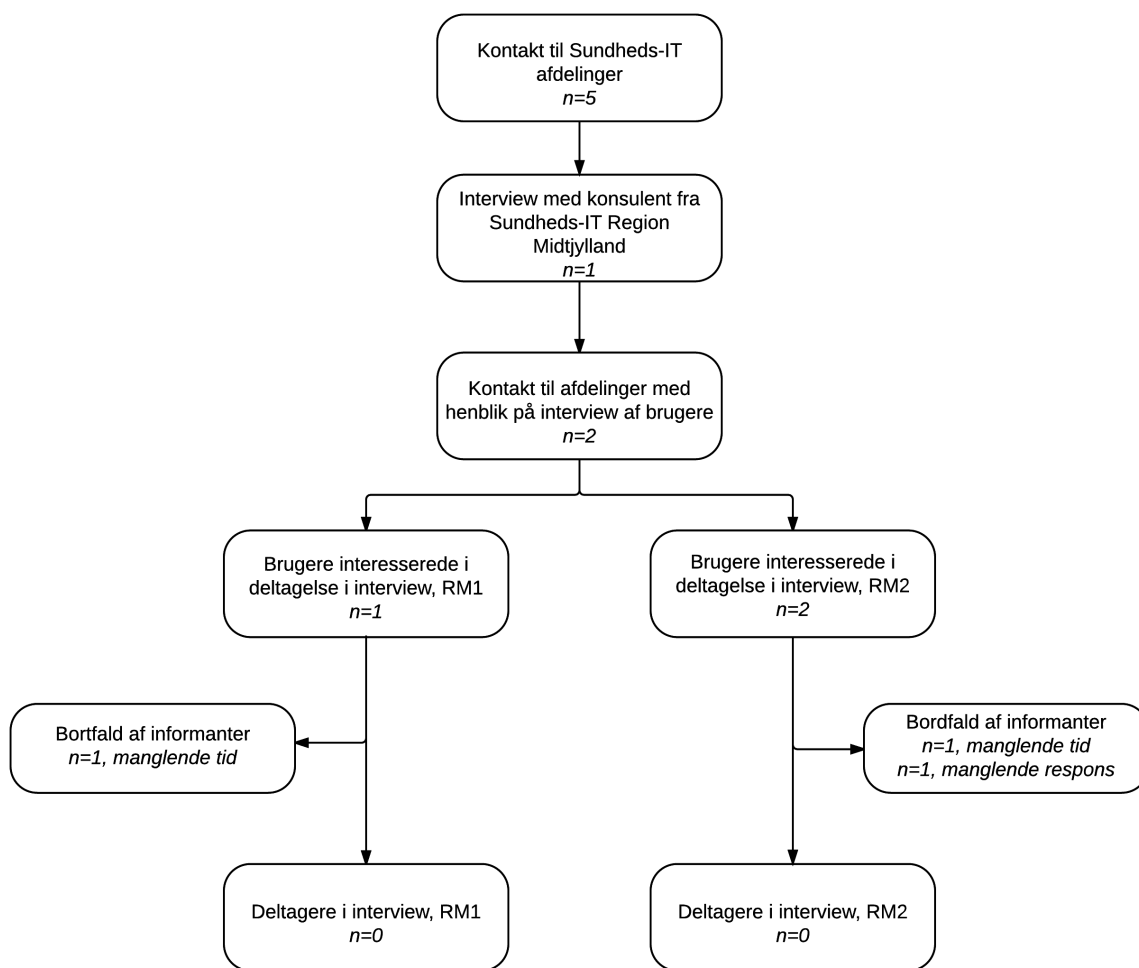 Kontakt til Sundheds-IT
afdelinger
n=5
Interview med konsulent fra
Sundheds-IT Region
Midtjylland
n=1
Kontakt til afdelinger med
henblik på interview af brugere
n=2
Brugere interesserede i
deltagelse i interview, RM1
n=1
Brugere interesserede i
deltagelse i interview, RM2
n=2
Bortfald af informanter
n=1, manglende tid
Bordfald af informanter
n=1, manglende tid
n=1, manglende respons
Deltagere i interview, RM1
n=0
Deltagere i interview, RM2
n=0